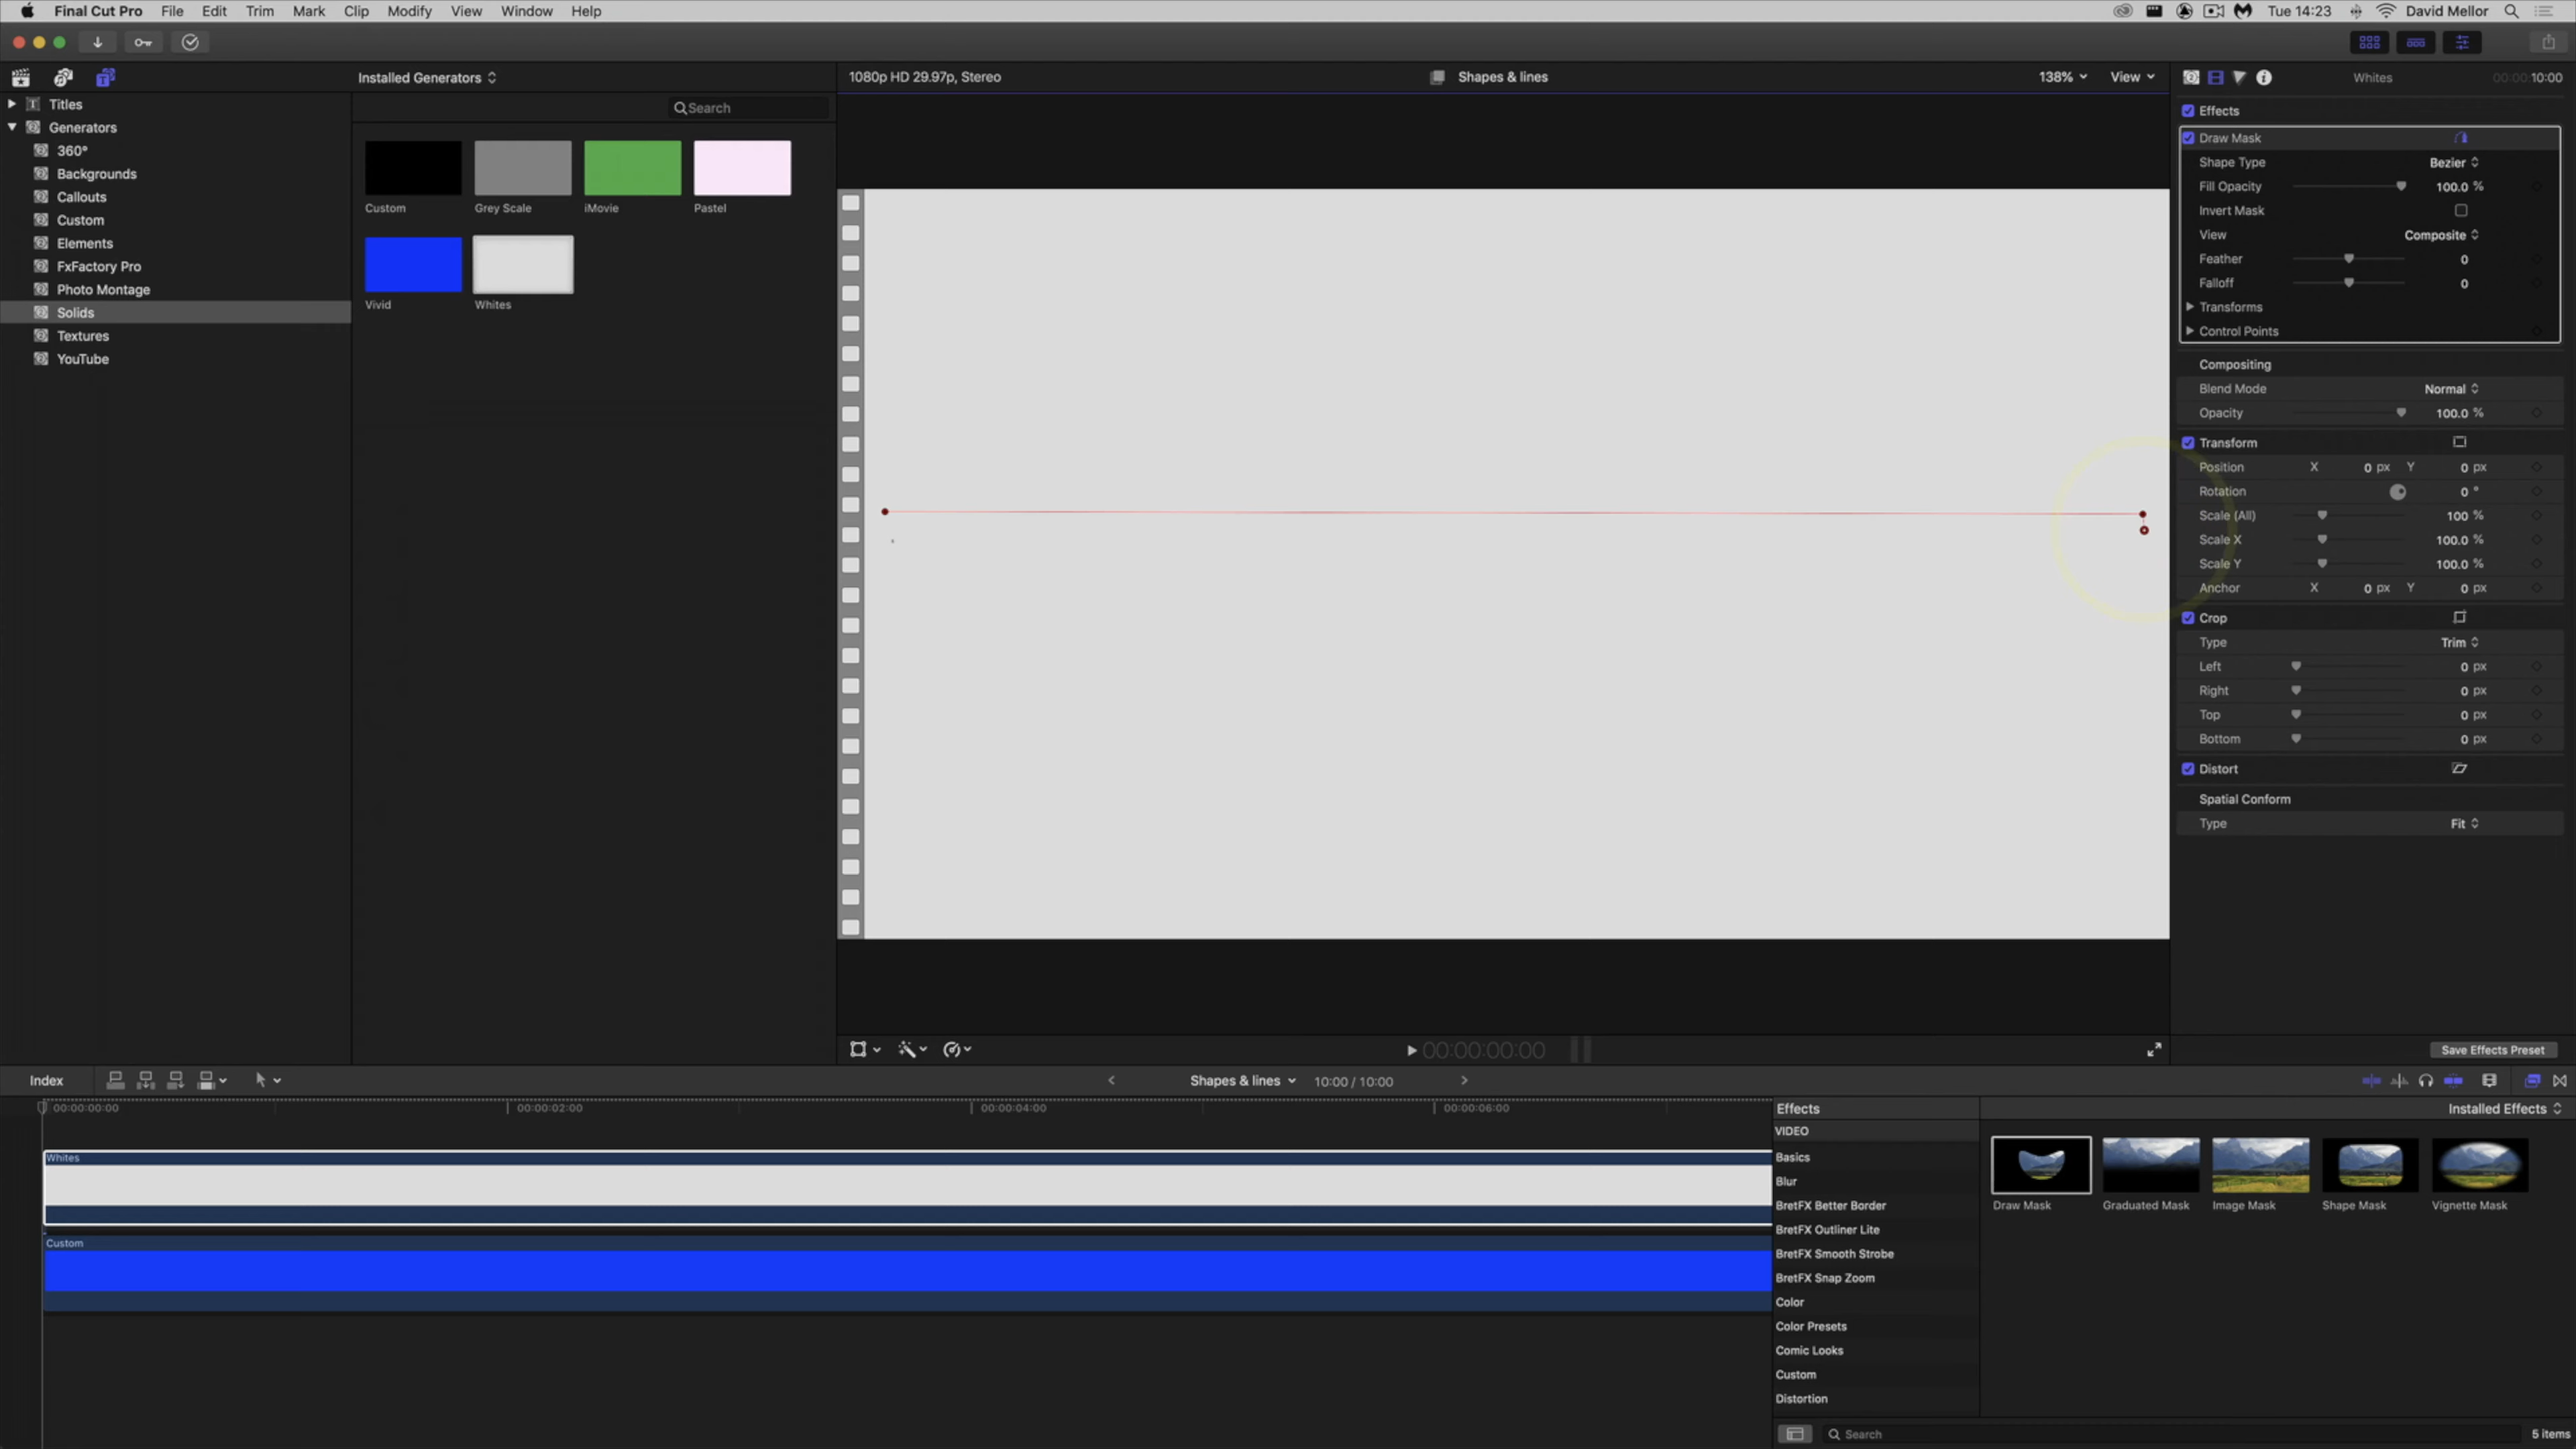 Final Cut Pro File Edit Trim Mark Clip Modify View Window Help Tue 14:23 David Mellor
Installed Generators 1080p HD 29.97p, Stereo Shapes & lines 138% View Whites 00:00:10:00
Titles
Generators
360°
Backgrounds
Callouts
Custom
Elements
FxFactory Pro
Photo Montage
Solids
Textures
YouTube
Search
Custom Grey Scale iMovie Pastel
Vivid Whites
Effects
Draw Mask
Shape Type Bezier
Fill Opacity 100.0 %
Invert Mask
View Composite
Feather 0
Falloff 0
Transforms
Control Points
Compositing
Blend Mode Normal
Opacity 100.0 %
Transform
Position X 0 px Y 0 px
Rotation 0 °
Scale (All) 100 %
Scale X 100.0 %
Scale Y 100.0 %
Anchor X 0 px Y 0 px
Crop
Type Trim
Left 0 px
Right 0 px
Top 0 px
Bottom 0 px
Distort
Spatial Conform
Type Fit
00:00:00:00
Save Effects Preset
Index Shapes & lines 10:00 / 10:00
00:00:00:00 00:00:02:00 00:00:04:00 00:00:06:00
Whites
Custom
Effects Installed Effects
VIDEO
Basics
Blur
BretFX Better Border
BretFX Outliner Lite
BretFX Smooth Strobe
BretFX Snap Zoom
Color
Color Presets
Comic Looks
Custom
Distortion
Draw Mask Graduated Mask Image Mask Shape Mask Vignette Mask
Search 5 items